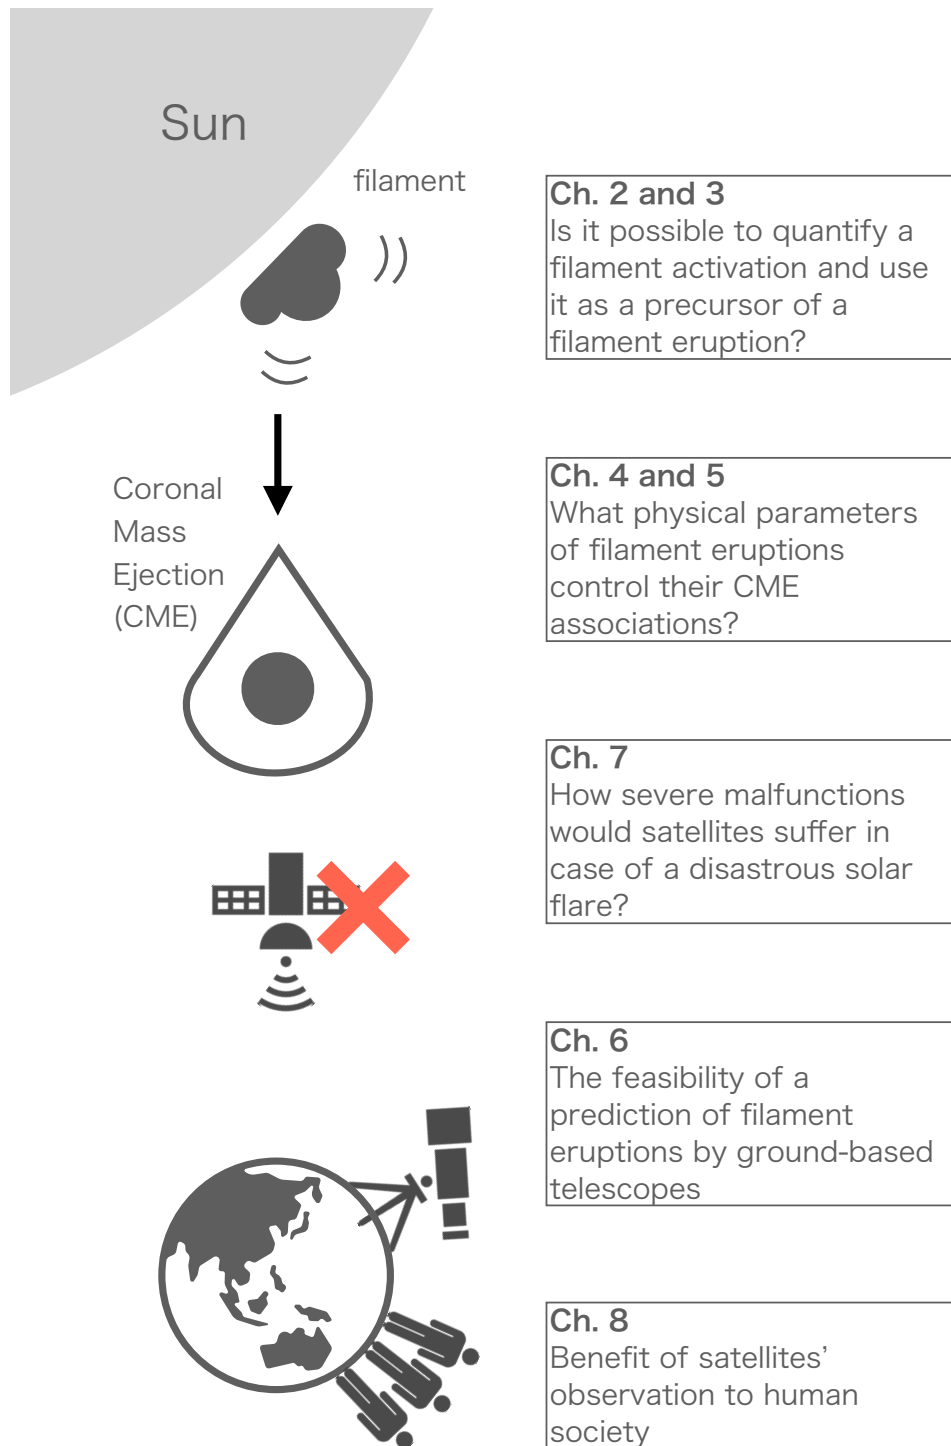 Sun
filament
Ch. 2 and 3
Is it possible to quantify a
filament activation and use
it as a precursor of a
filament eruption?
Coronal
Mass
Ejection
(CME)
Ch. 4 and 5
What physical parameters
of filament eruptions
control their CME
associations?
Ch. 7
How severe malfunctions
would satellites suffer in
case of a disastrous solar
flare?
Ch. 6
The feasibility of a
prediction of filament
eruptions by ground-based
telescopes
Ch. 8
Benefit of satellites’
observation to human
society